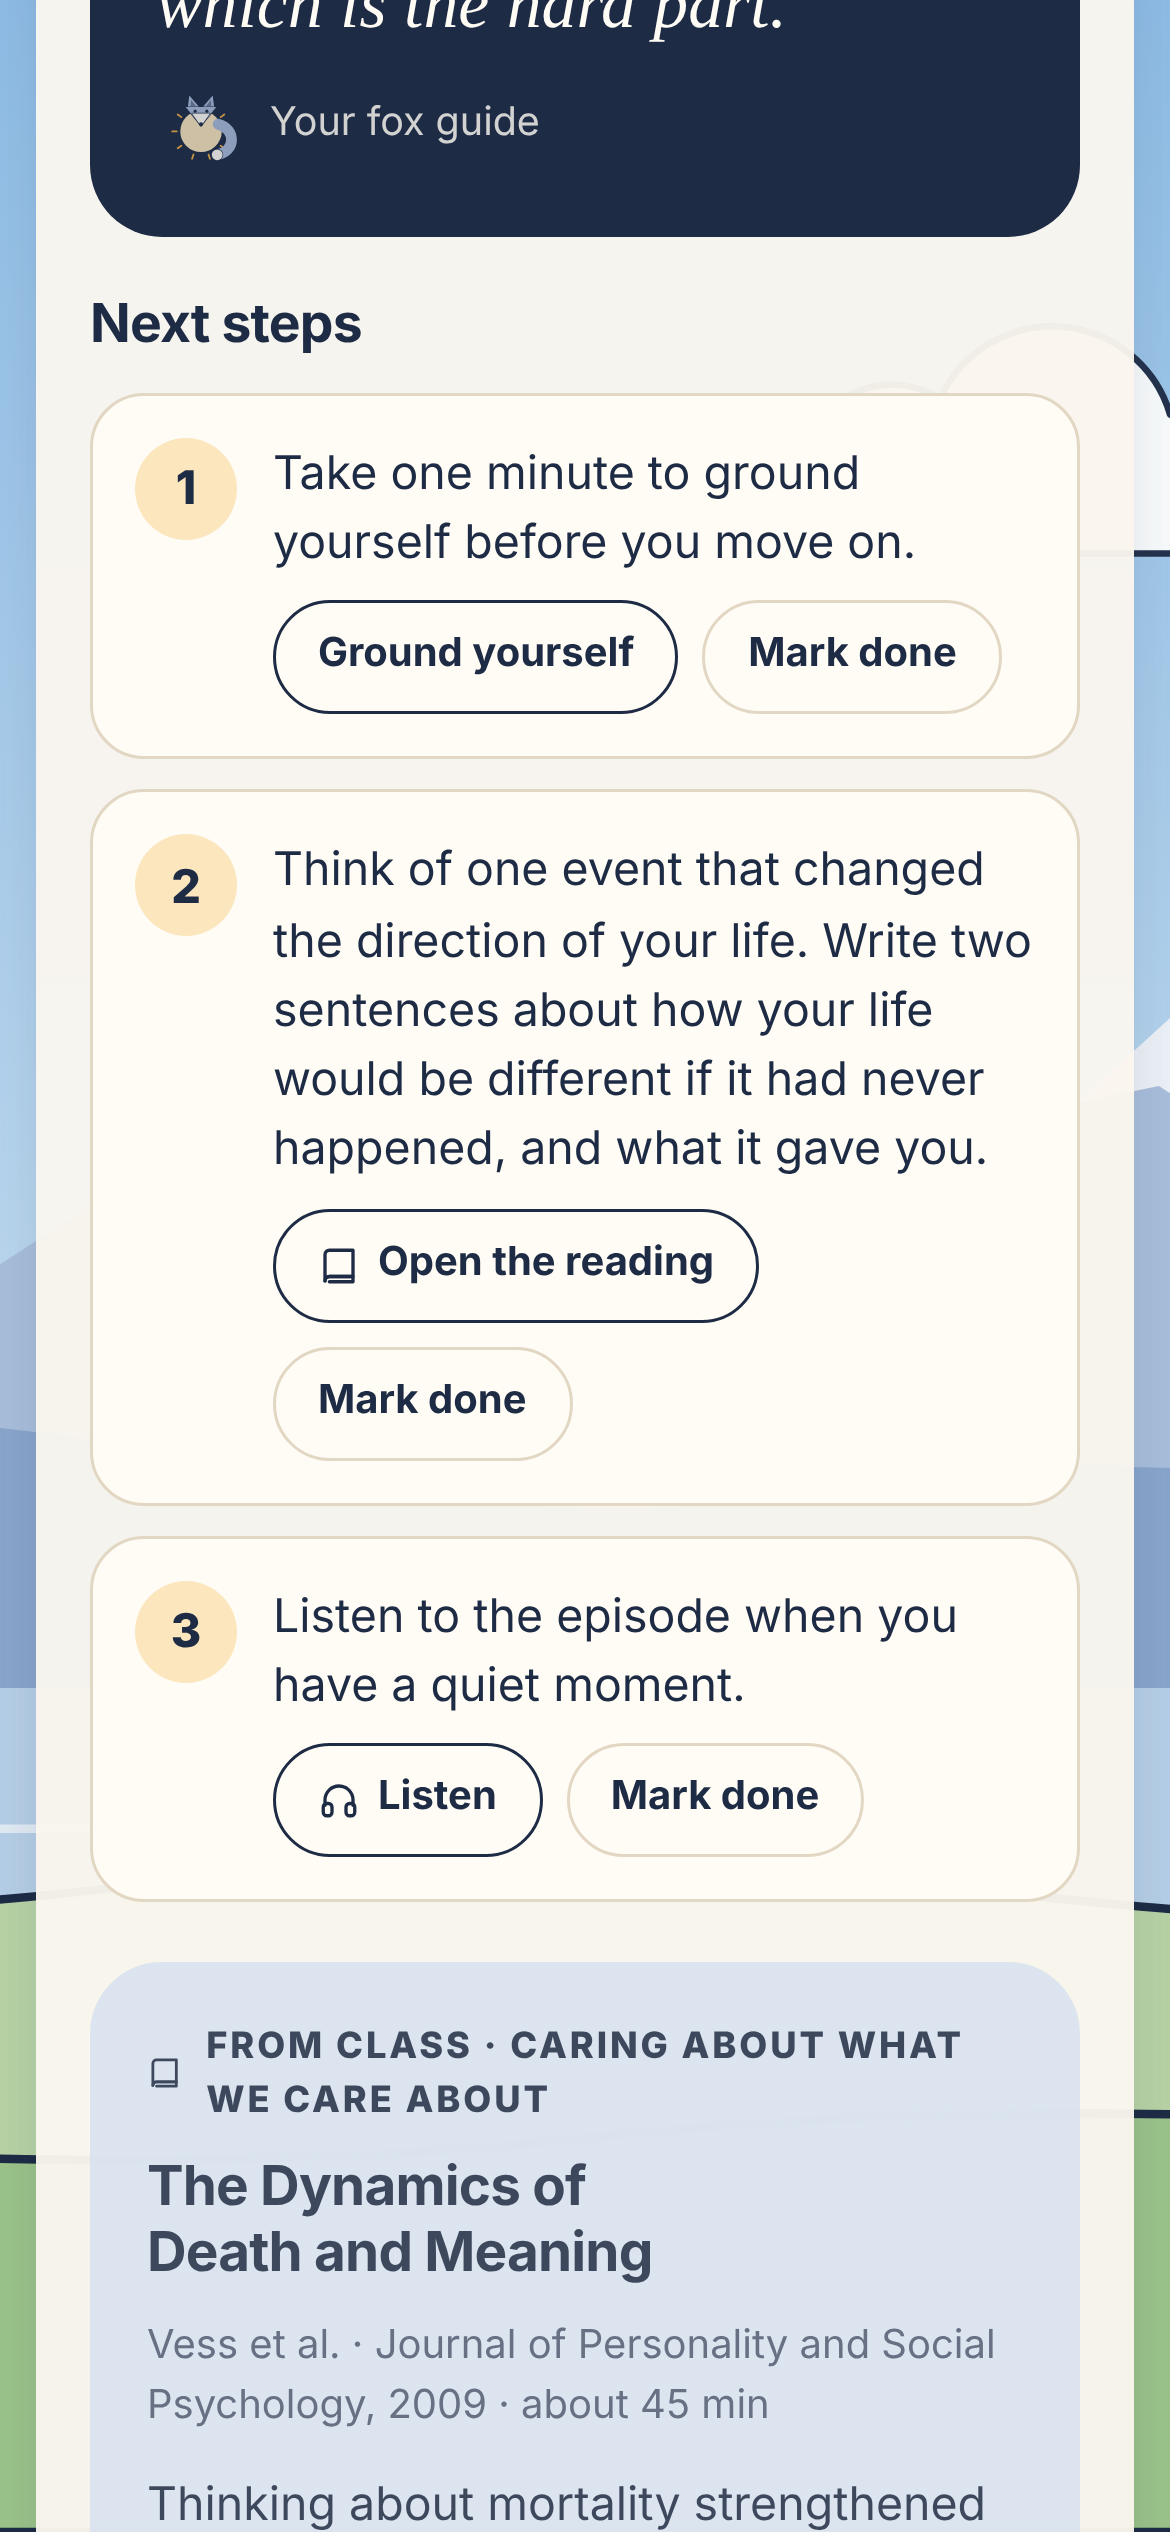 which is the hard part.
Your fox guide
Next steps
1
Take one minute to ground
yourself before you move on.
Ground yourself
Mark done
2
Think of one event that changed
the direction of your life. Write two
sentences about how your life
would be different if it had never
happened, and what it gave you.
Open the reading
Mark done
3
Listen to the episode when you
have a quiet moment.
Listen
Mark done
FROM CLASS · CARING ABOUT WHAT
WE CARE ABOUT
The Dynamics of
Death and Meaning
Vess et al. · Journal of Personality and Social
Psychology, 2009 · about 45 min
Thinking about mortality strengthened